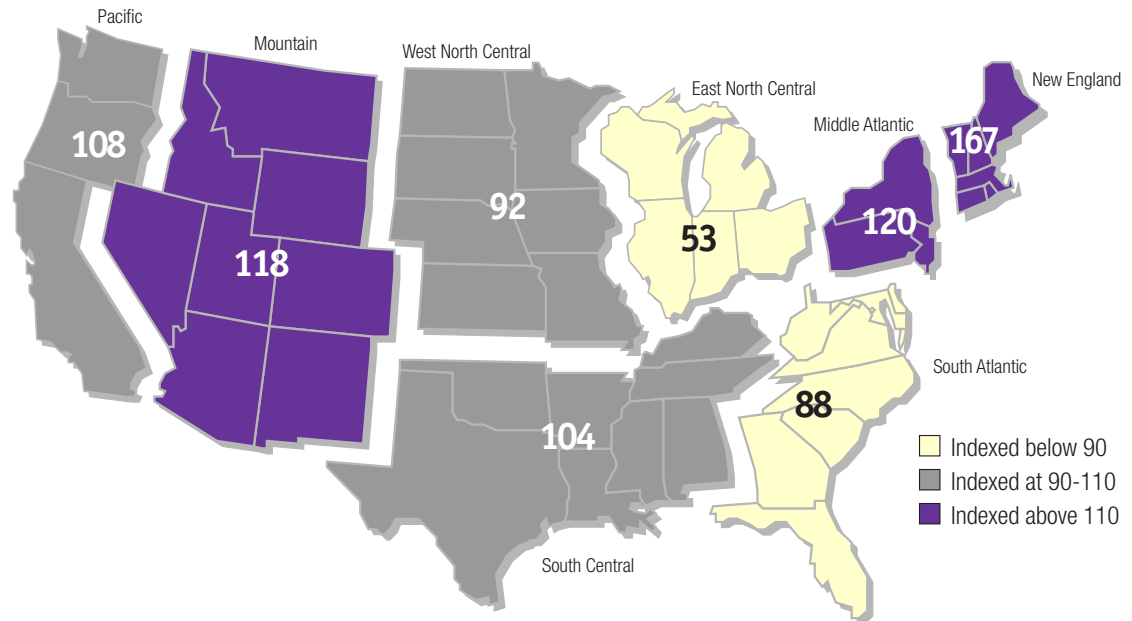 Pacific
Mountain
West North Central
East North Central
New England
Middle Atlantic
108
167
92
120
53
118
South Atlantic
88
104
Indexed below 90
Indexed at 90-110
Indexed above 110
South Central